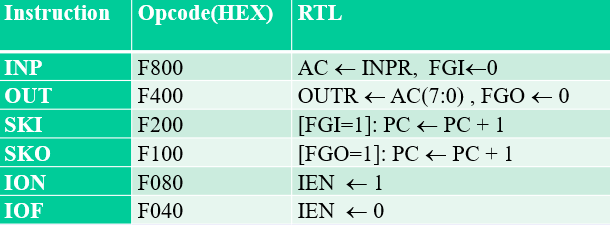 Instruction Opcode(HEX) RTL
INP F800 AC ← INPR, FGI←0
OUT F400 OUTR ← AC(7:0) , FGO ← 0
SKI F200 [FGI=1]: PC ← PC + 1
SKO F100 [FGO=1]: PC ← PC + 1
ION F080 IEN ← 1
IOF F040 IEN ← 0